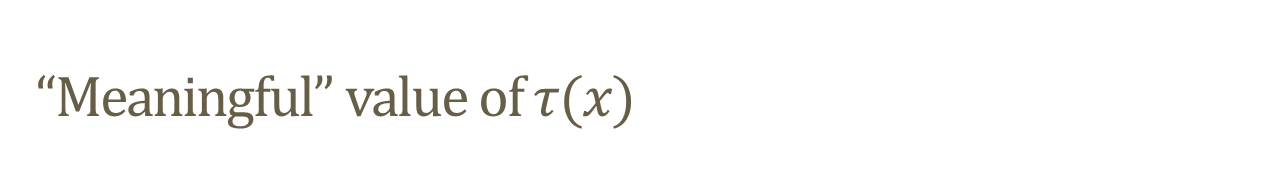 “Meaningful” value of 𝜏(𝑥)